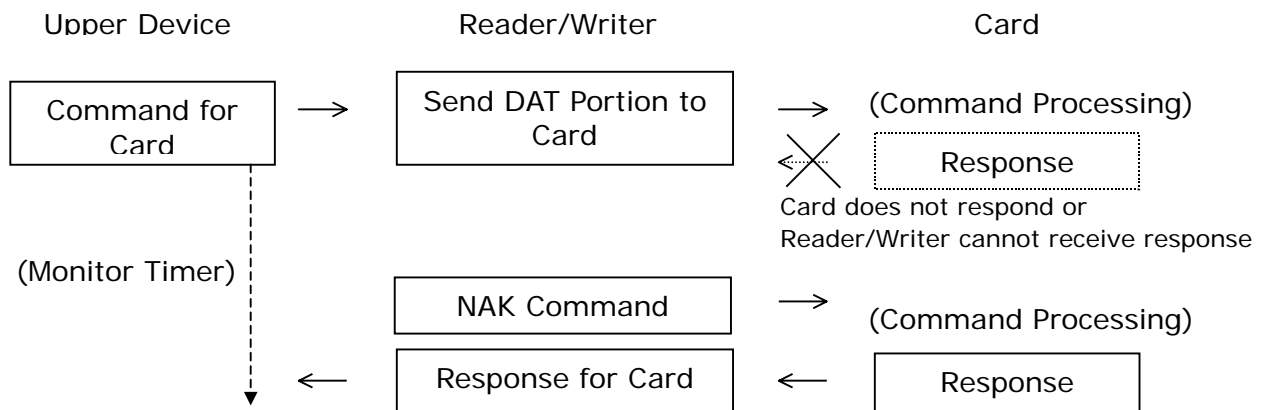 Upper Device Reader/Writer Card
Command for
Card
Send DAT Portion to
Card
(Command Processing)
Response
Card does not respond or
Reader/Writer cannot receive response
(Monitor Timer)
NAK Command
(Command Processing)
Response for Card
Response